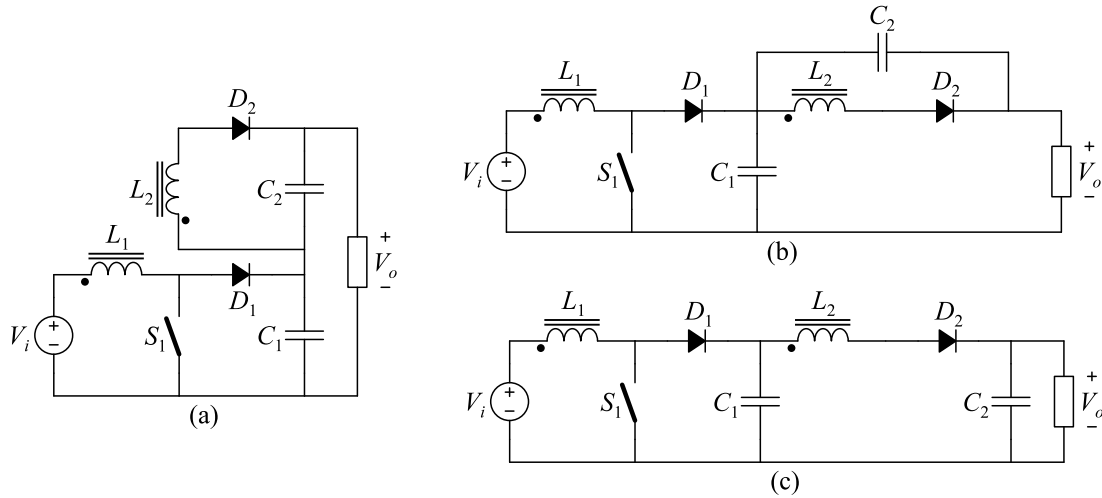 D₂
L₂
C₂
L₁
D₁
Vᵢ
+
−
S₁
C₁
+
Vₒ
−
(a)
C₂
L₁
D₁
L₂
D₂
Vᵢ
+
−
S₁
C₁
+
Vₒ
−
(b)
L₁
D₁
L₂
D₂
Vᵢ
+
−
S₁
C₁
C₂
+
Vₒ
−
(c)